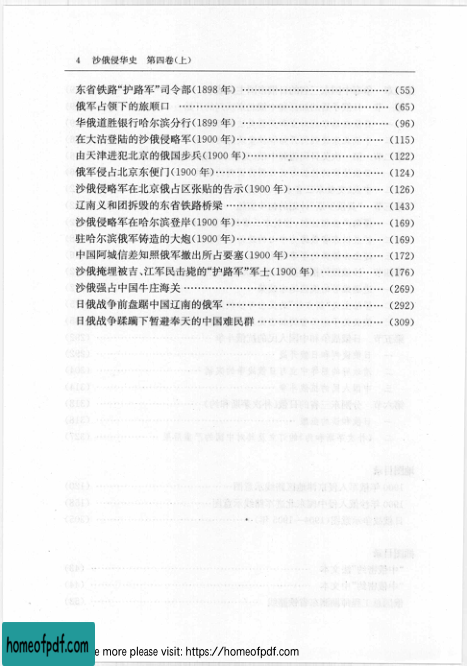 4 沙俄侵华史 第四卷(上)
东省铁路“护路军”司令部(1898 年) ………………………………… (55)
俄军占领下的旅顺口 ………………………………………………… (65)
华俄道胜银行哈尔滨分行(1899 年) ………………………………… (96)
在大沽登陆的沙俄侵略军(1900 年)………………………………… (115)
由天津进犯北京的俄国步兵(1900 年)……………………………… (122)
俄军侵占北京东便门(1900 年)……………………………………… (124)
沙俄侵略军在北京俄占区张贴的告示(1900 年)…………………… (126)
辽南义和团拆毁的东省铁路桥梁 …………………………………… (143)
沙俄侵略军在哈尔滨登岸(1900 年)………………………………… (169)
驻哈尔滨俄军铸造的大炮(1900 年)………………………………… (169)
中国阿城信差知照俄军撤出所占要塞(1900 年)…………………… (172)
沙俄掩埋被吉、江军民击毙的“护路军”军士(1900 年) …………… (176)
沙俄强占中国牛庄海关 ……………………………………………… (269)
日俄战争前盘踞中国辽南的俄军 …………………………………… (292)
日俄战争蹂躏下暂避奉天的中国难民群 …………………………… (309)
homeofpdf.com
e more please visit: https://homeofpdf.com